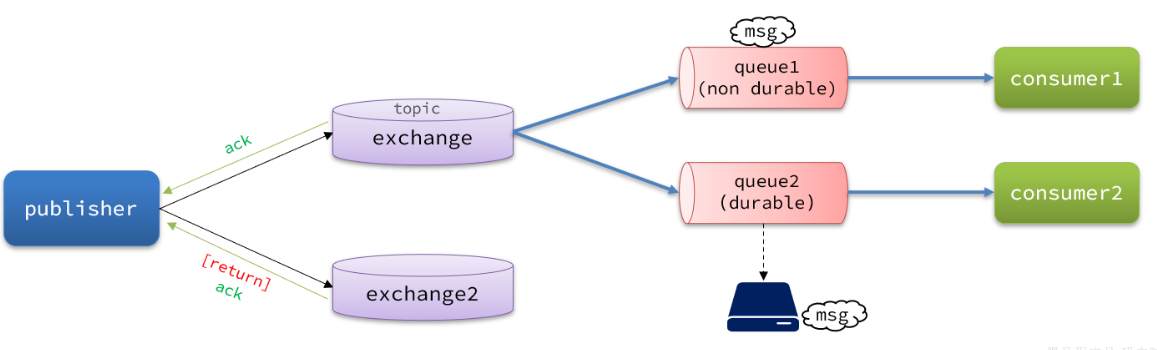 msg
queue1
(non durable)
consumer1
topic
exchange
ack
publisher
queue2
(durable)
consumer2
[return]
ack
exchange2
msg